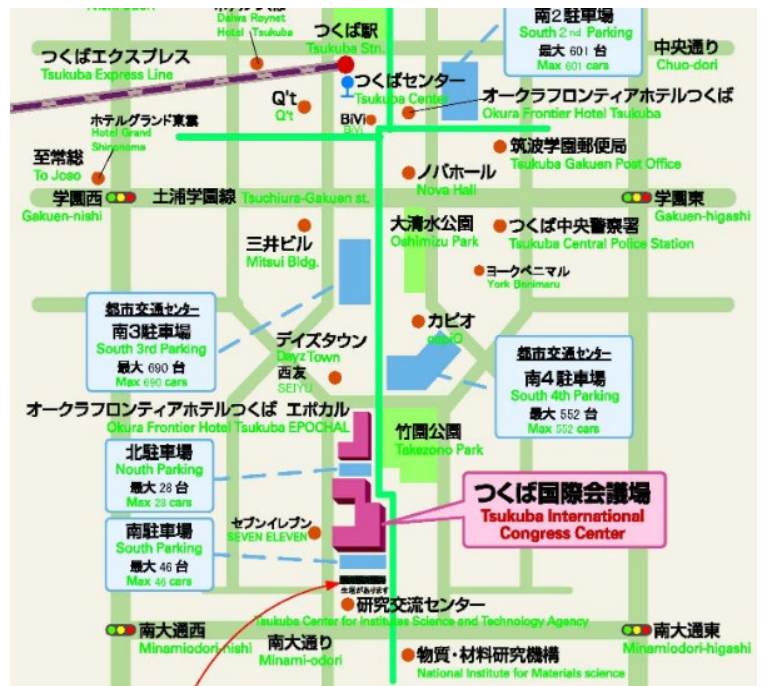 Daiwa Roynet
Hotel Tsukuba
つくば駅
Tsukuba Stn.
南2駐車場
South 2nd Parking
最大 601 台
Max 601 cars
中央通り
Chuo-dori
つくばエクスプレス
Tsukuba Express Line
つくばセンター
Tsukuba Center
Q't
Q't
BiVi
BiVi
オークラフロンティアホテルつくば
Okura Frontier Hotel Tsukuba
ホテルグランド東雲
Hotel Grand
Shinonome
筑波学園郵便局
Tsukuba Gakuen Post Office
至常総
To Joso
ノバホール
Nova Hall
学園西
Gakuen-nishi
土浦学園線 Tsuchiura-Gakuen st.
学園東
Gakuen-higashi
大清水公園
Oshimizu Park
つくば中央警察署
Tsukuba Central Police Station
三井ビル
Mitsui Bldg.
ヨークベニマル
York Benimaru
都市交通センター
南3駐車場
South 3rd Parking
最大 690 台
Max 690 cars
カピオ
capiO
デイズタウン
Dayz Town
西友
SEIYU
都市交通センター
南4駐車場
South 4th Parking
最大 552 台
Max 552 cars
オークラフロンティアホテルつくば エポカル
Okura Frontier Hotel Tsukuba EPOCHAL
竹園公園
Takezono Park
北駐車場
Nouth Parking
最大 28 台
Max 28 cars
つくば国際会議場
Tsukuba International
Congress Center
セブンイレブン
SEVEN ELEVEN
南駐車場
South Parking
最大 46 台
Max 46 cars
研究交流センター
Tsukuba Center for Institutes Science and Technology Agency
南大通西
Minamiodori-nishi
南大通り
Minami-odori
南大通東
Minamiodori-higashi
物質・材料研究機構
National Institute for Materials science